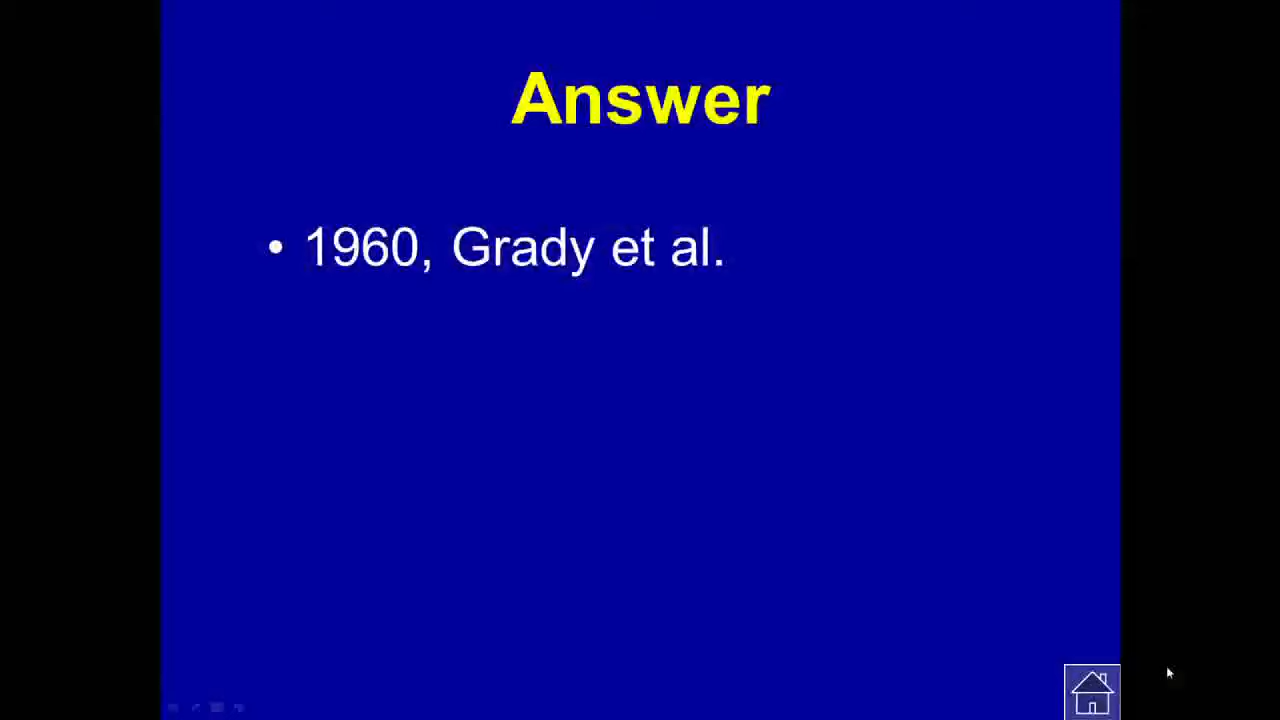 Answer
• 1960, Grady et al.